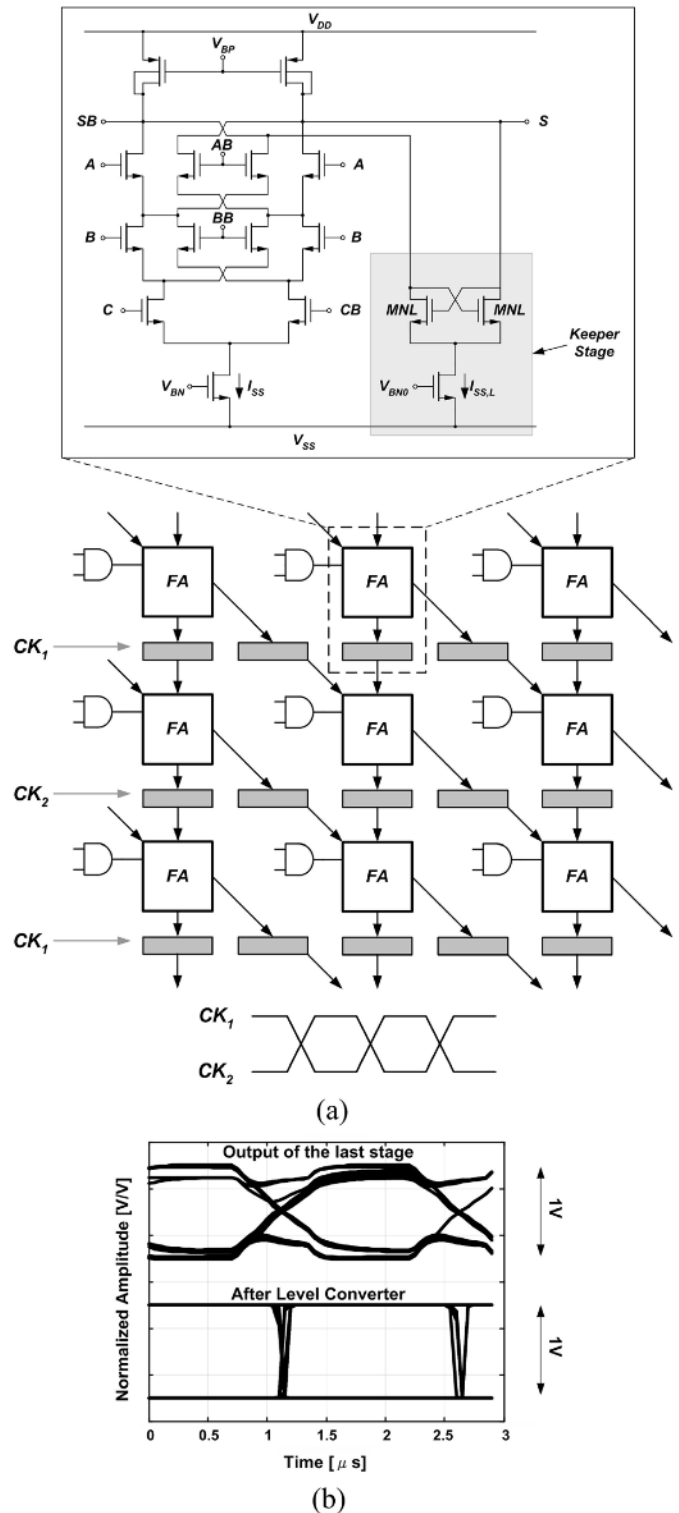 V_DD
V_BP
SB S
AB
A A
BB
B B
C CB
MNL MNL
Keeper
Stage
V_BN I_SS V_BN0 I_SS,L
V_SS
FA FA FA
CK_1
FA FA FA
CK_2
FA FA FA
CK_1
CK_1
CK_2
(a)
Output of the last stage
1V
After Level Converter
1V
Normalized Amplitude [V/V]
0 0.5 1 1.5 2 2.5 3
Time [ μ s]
(b)